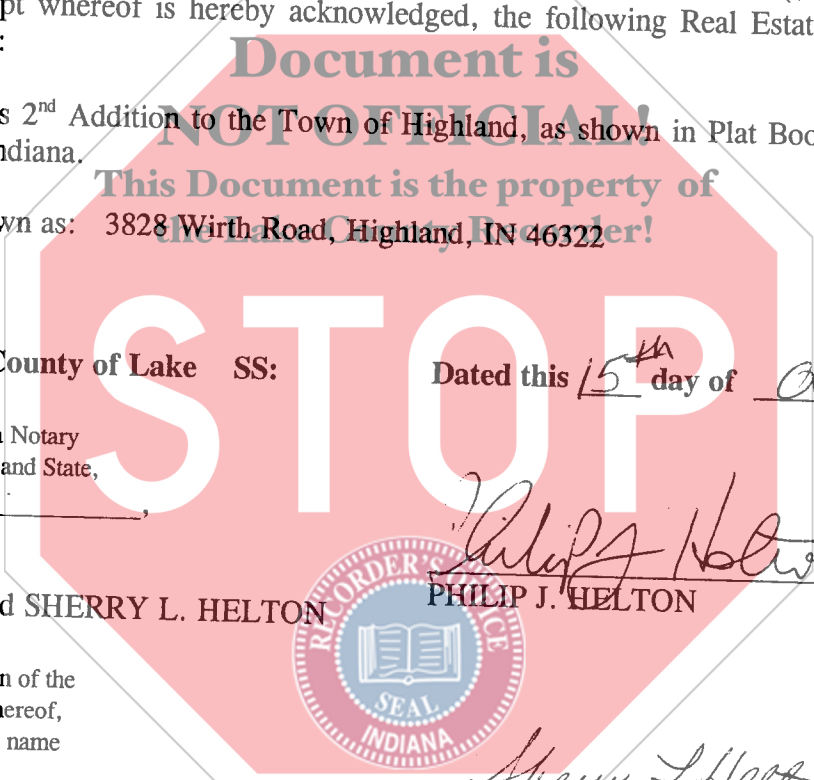 pt whereof is hereby acknowledged, the following Real Estat
:
Document is
s 2nd Addition to the Town of Highland, as shown in Plat Boo
NOT OFFICIAL!
ndiana.
This Document is the property of
wn as: 3828 Wirth Road, Highland, IN 46322
the Lake County Recorder!
STOP
County of Lake SS:
Dated this 15th day of O
Notary
and State,
,
Philip J Helton
PHILIP J. HELTON
d SHERRY L. HELTON
RECORDER'S OFFICE
SEAL
INDIANA
n of the
hereof,
name